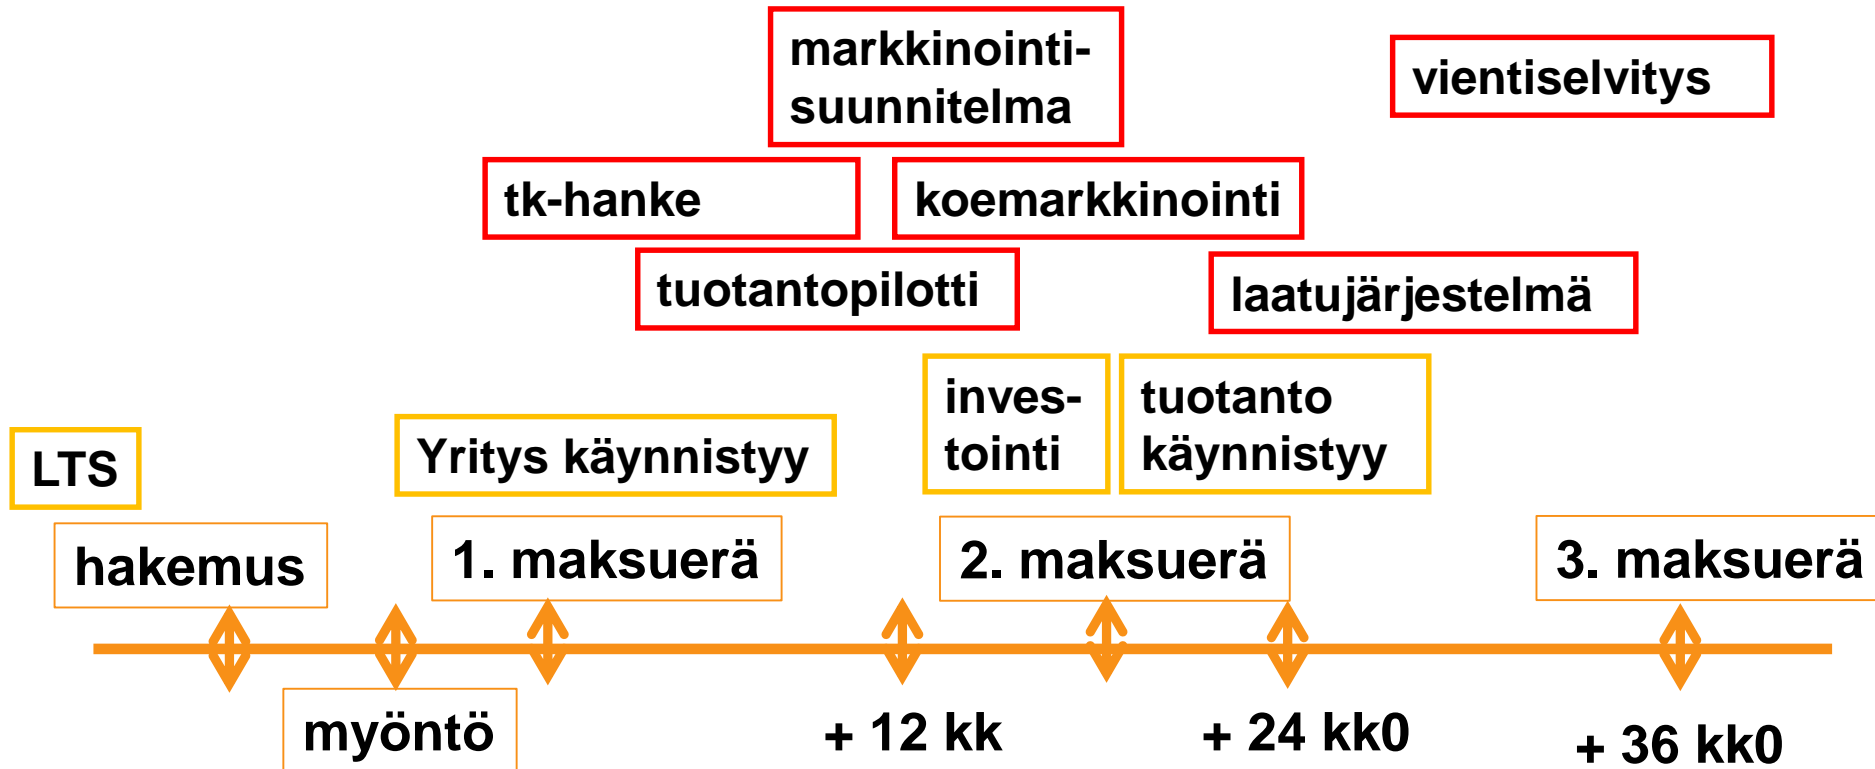 markkinointi-
suunnitelma
vientiselvitys
tk-hanke
koemarkkinointi
tuotantopilotti
laatujärjestelmä
inves-
tointi
tuotanto
käynnistyy
LTS
Yritys käynnistyy
hakemus
1. maksuerä
2. maksuerä
3. maksuerä
myöntö
+ 12 kk
+ 24 kk0
+ 36 kk0